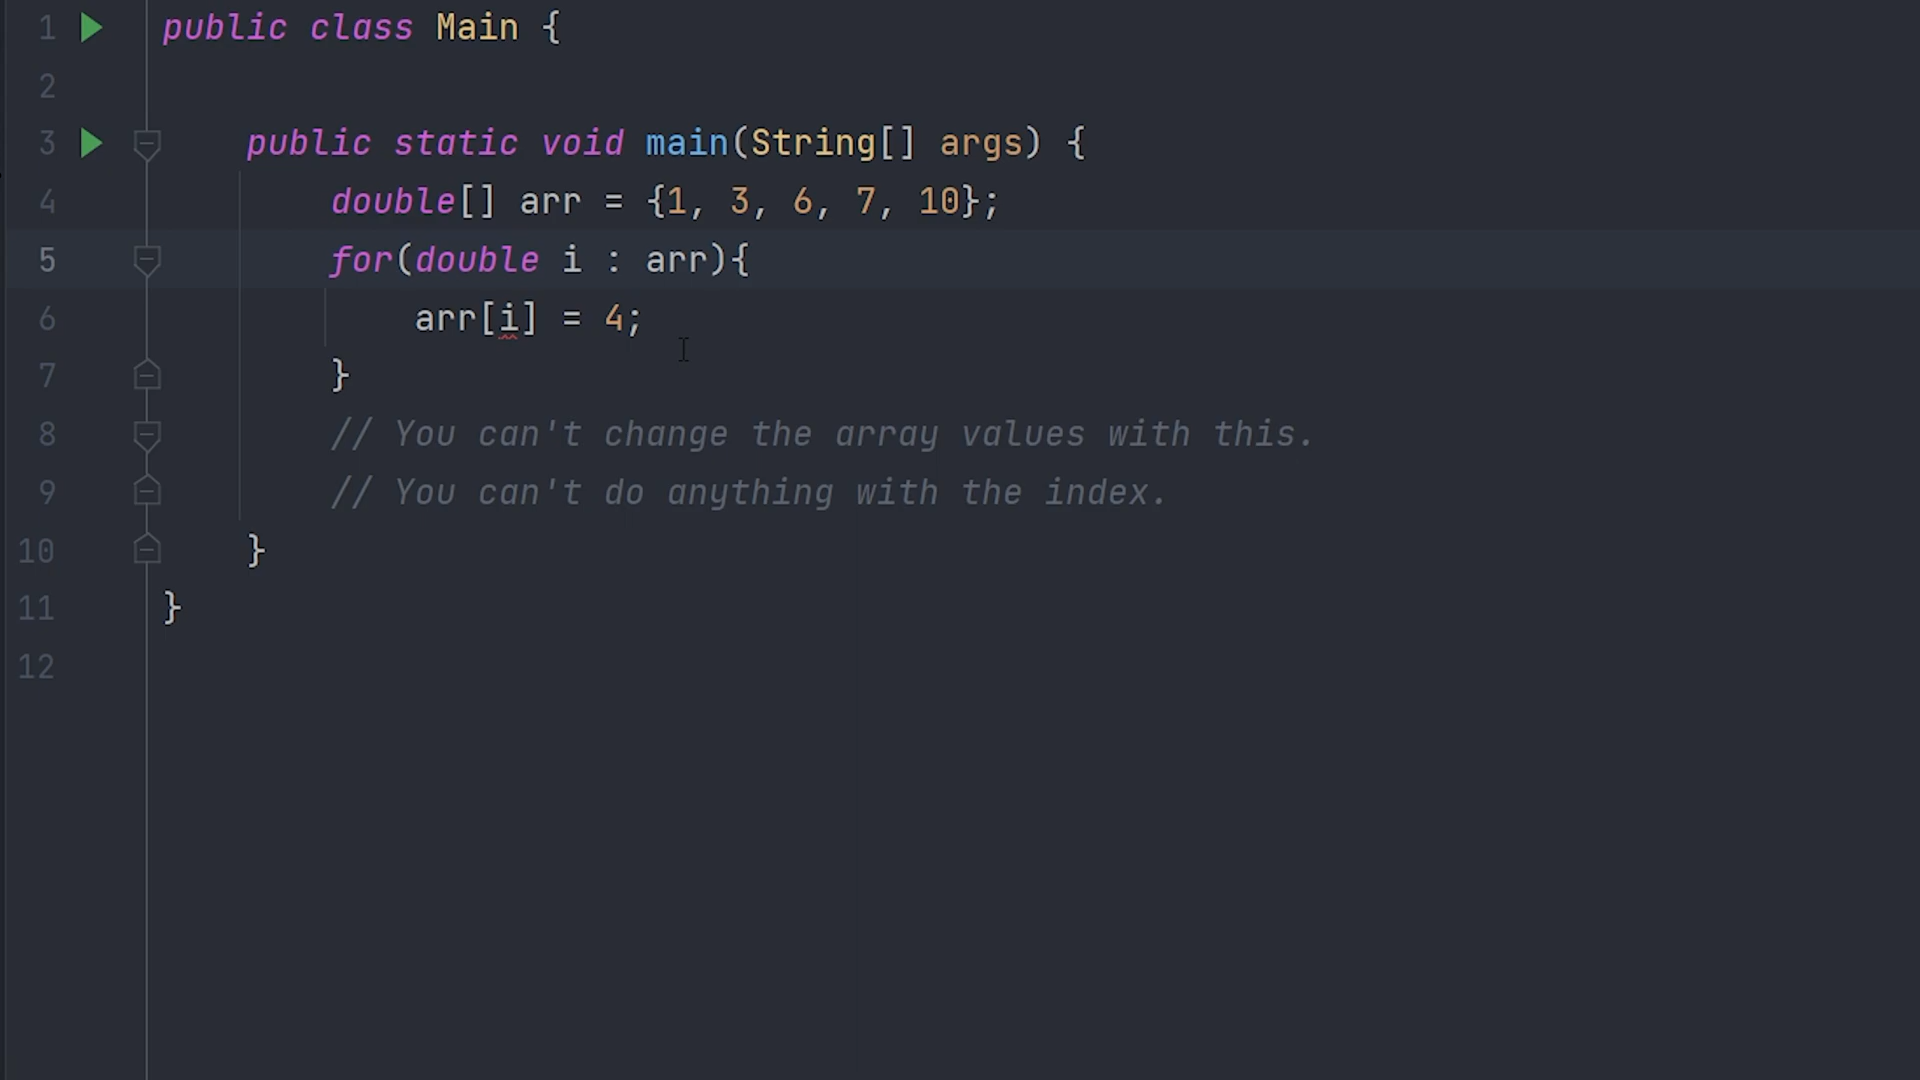 1 public class Main {
2
3 public static void main(String[] args) {
4 double[] arr = {1, 3, 6, 7, 10};
5 for(double i : arr){
6 arr[i] = 4;
7 }
8 // You can't change the array values with this.
9 // You can't do anything with the index.
10 }
11 }
12